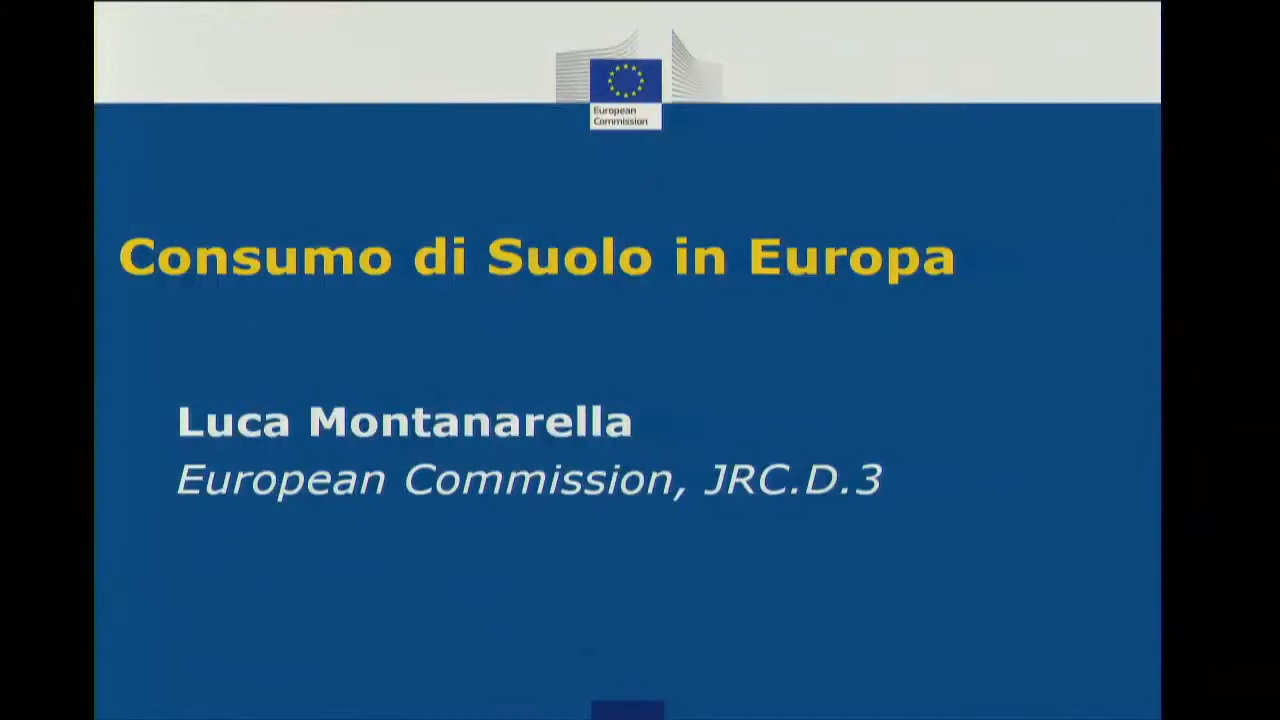 European
Commission
Consumo di Suolo in Europa
Luca Montanarella
European Commission, JRC.D.3